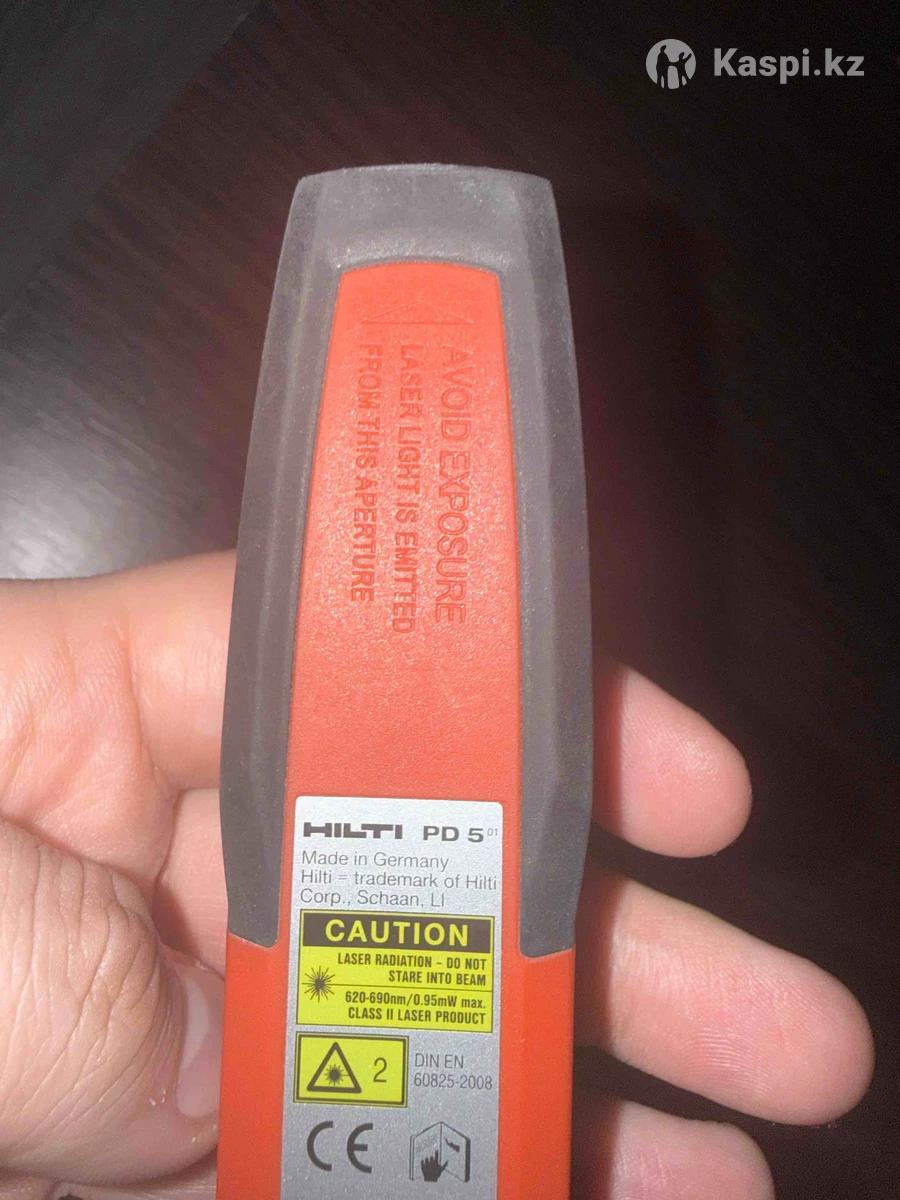 Kaspi.kz
AVOID EXPOSURE
LASER LIGHT IS EMITTED
FROM THIS APERTURE
HILTI PD 5 01
Made in Germany
Hilti = trademark of Hilti
Corp., Schaan, LI
CAUTION
LASER RADIATION - DO NOT
STARE INTO BEAM
620-690nm/0.95mW max.
CLASS II LASER PRODUCT
2
DIN EN
60825-2008
CE